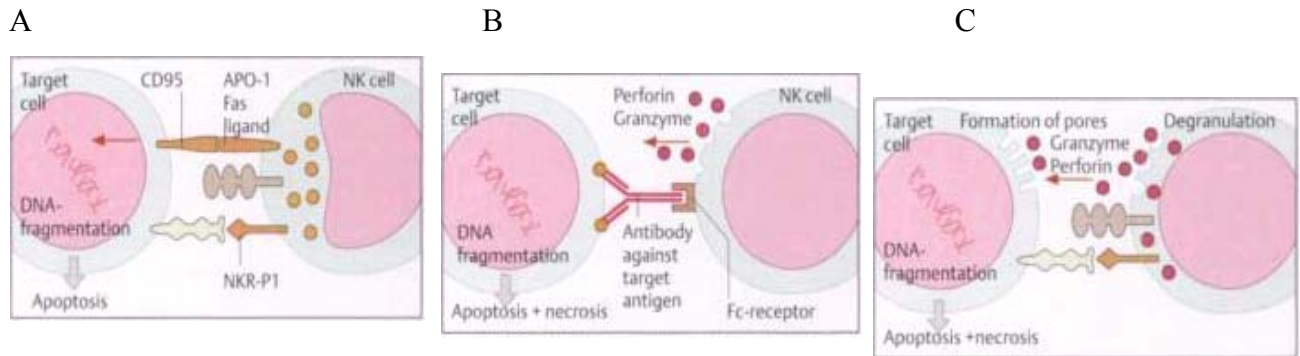 A
B
C
Target
cell
CD95
APO-1
Fas
ligand
NK cell
DNA-
fragmentation
NKR-P1
Apoptosis
Target
cell
Perforin
Granzyme
NK cell
DNA
fragmentation
Antibody
against
target
antigen
Apoptosis + necrosis
Fc-receptor
Target
cell
Formation of pores
Degranulation
Granzyme
Perforin
DNA-
fragmentation
Apoptosis +necrosis